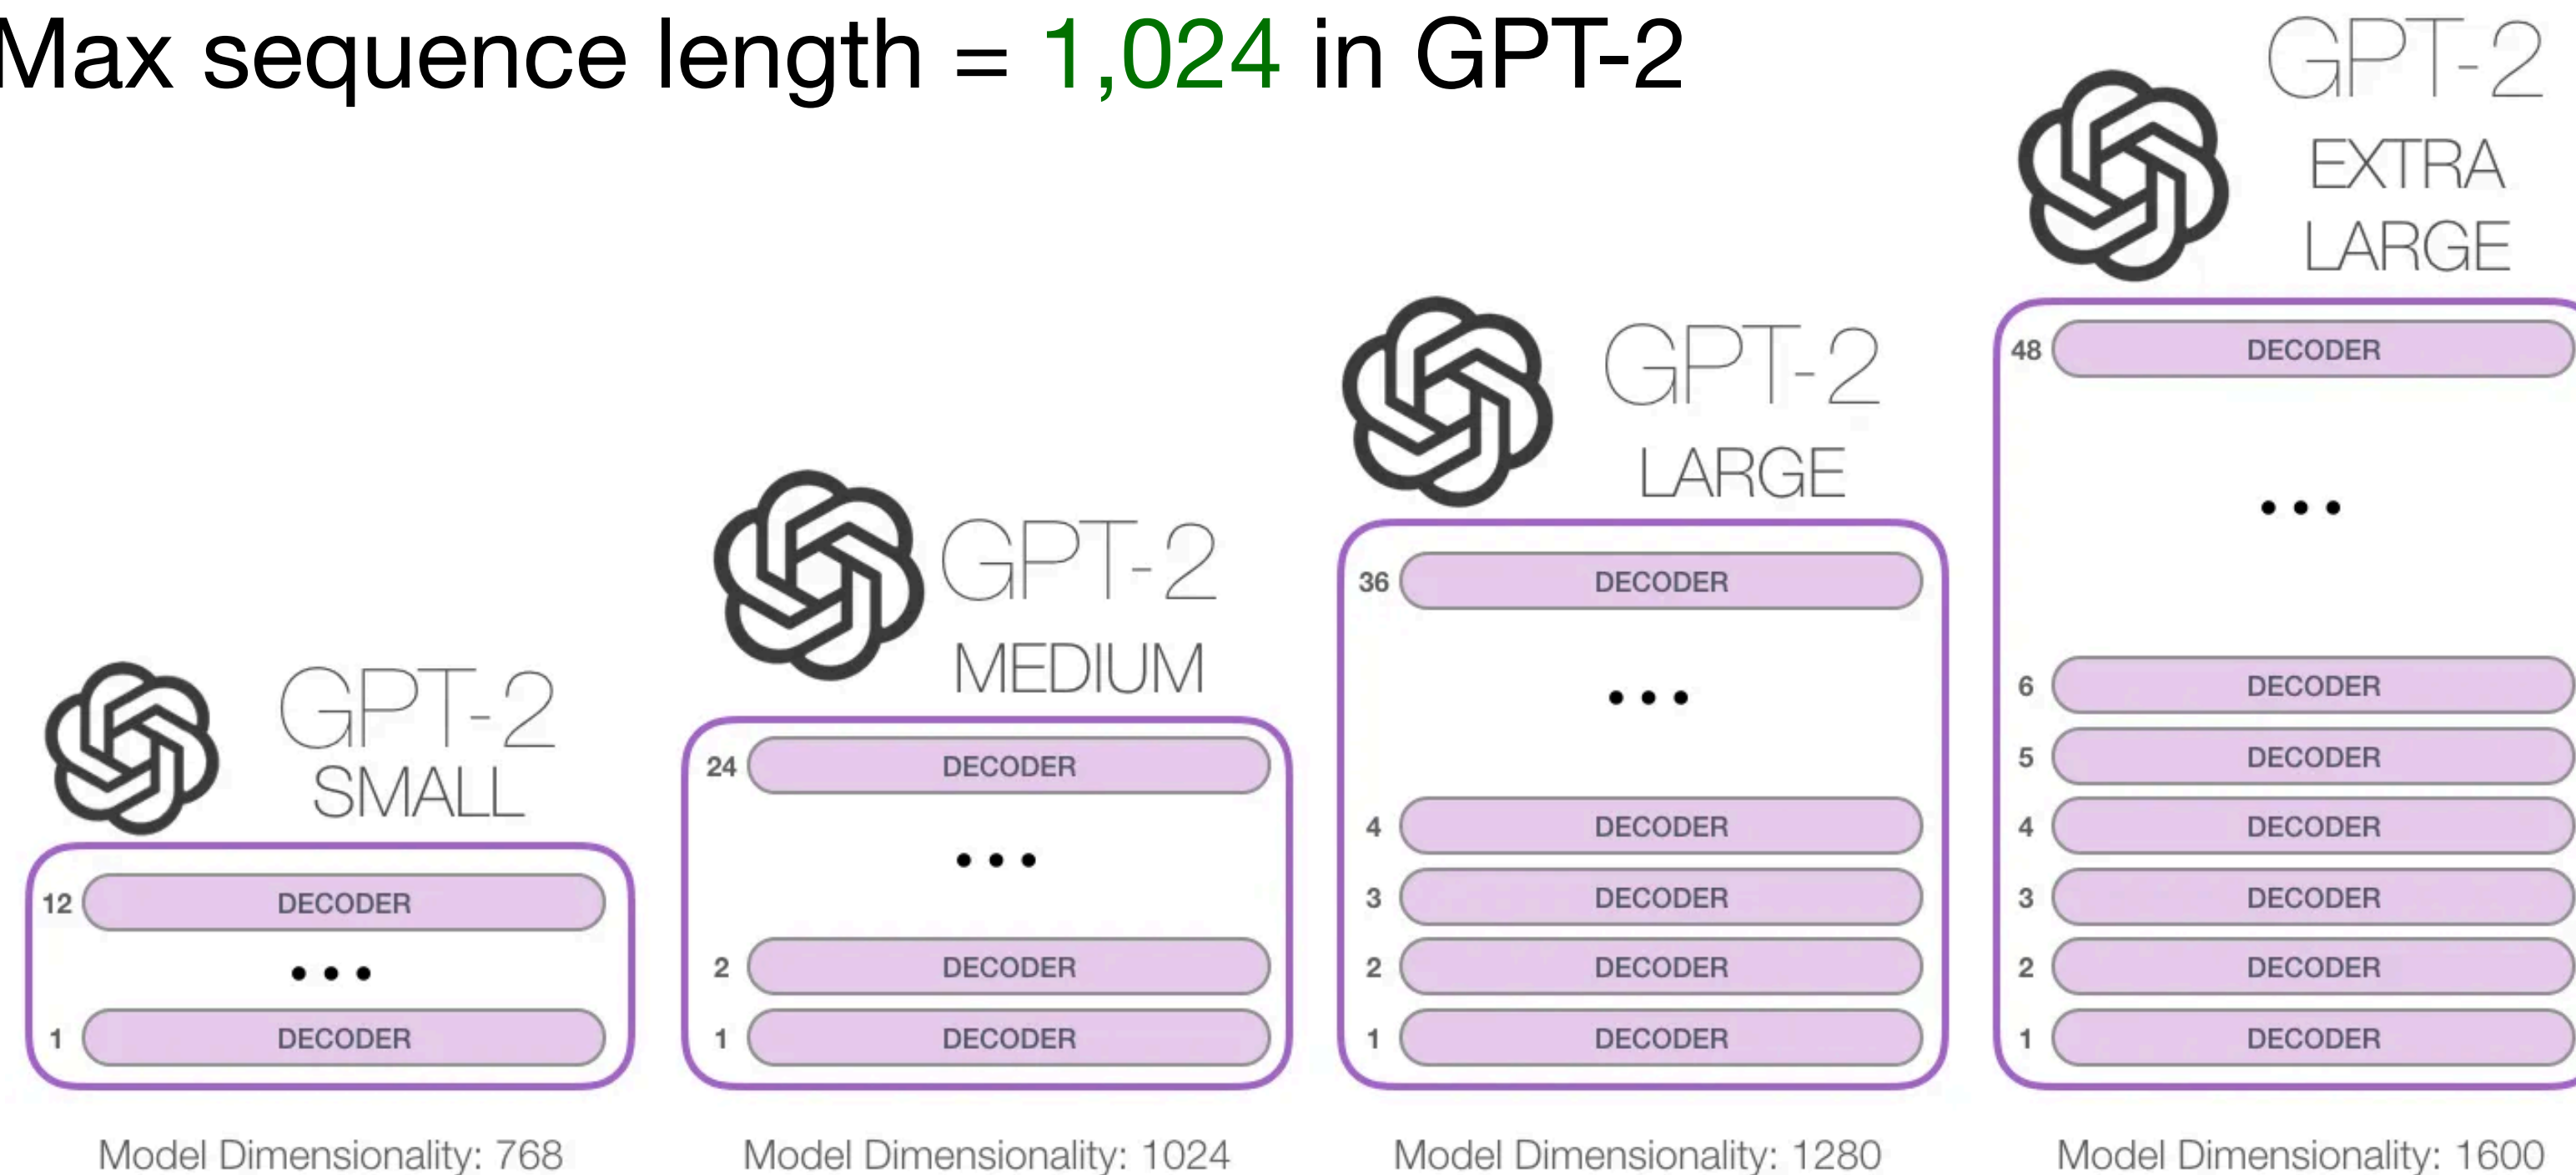 Max sequence length = 1,024 in GPT-2
GPT-2
SMALL
12 DECODER
...
1 DECODER
Model Dimensionality: 768
GPT-2
MEDIUM
24 DECODER
...
2 DECODER
1 DECODER
Model Dimensionality: 1024
GPT-2
LARGE
36 DECODER
...
4 DECODER
3 DECODER
2 DECODER
1 DECODER
Model Dimensionality: 1280
GPT-2
EXTRA
LARGE
48 DECODER
...
6 DECODER
5 DECODER
4 DECODER
3 DECODER
2 DECODER
1 DECODER
Model Dimensionality: 1600